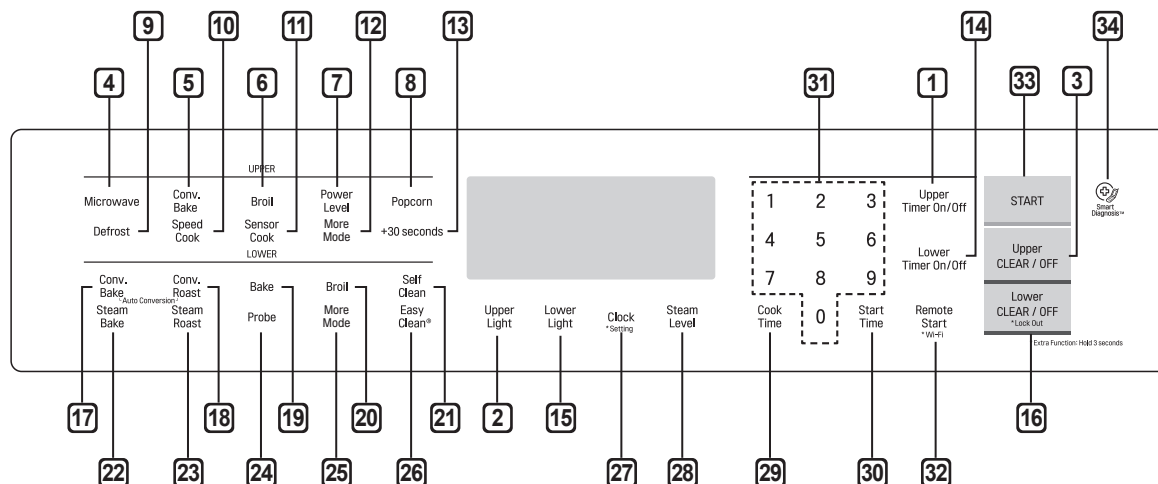 9 10 11 12 13 14 34
4 5 6 7 8 31 1 33 3
UPPER
Microwave
Conv.
Bake
Broil
Power
Level
Popcorn
Defrost
Speed
Cook
Sensor
Cook
More
Mode
+30 seconds
LOWER
Conv.
Bake
Conv.
Roast
Auto Conversion
Bake
Broil
Self
Clean
Steam
Bake
Steam
Roast
Probe
More
Mode
Easy
Clean®
Upper
Light
Lower
Light
Clock
*Setting
Steam
Level
1 2 3
4 5 6
7 8 9
0
Cook
Time
Start
Time
Upper
Timer On/Off
Lower
Timer On/Off
Remote
Start
*Wi-Fi
START
Upper
CLEAR / OFF
Lower
CLEAR / OFF
*Lock Out
*Extra Function: Hold 3 seconds
Smart
Diagnosis™
17 18 19 20 21 2 15 16
22 23 24 25 26 27 28 29 30 32